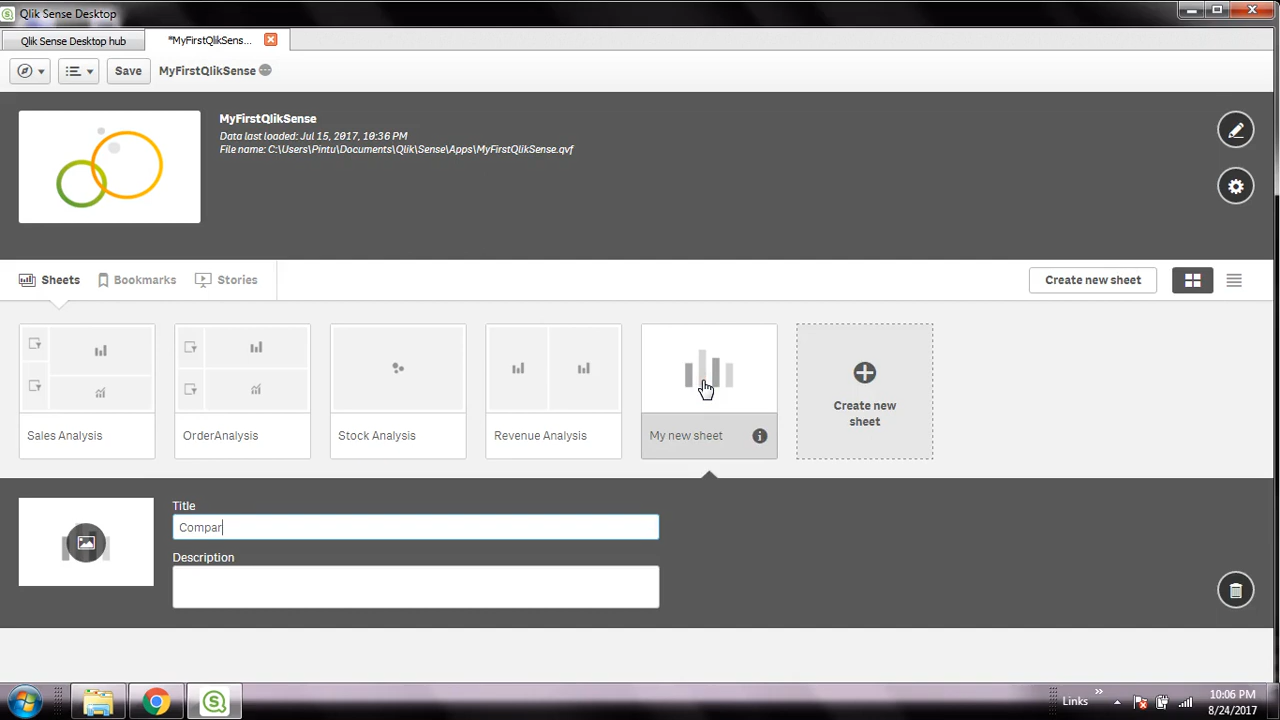 Qlik Sense Desktop
Qlik Sense Desktop hub
*MyFirstQlikSens...
Save
MyFirstQlikSense
MyFirstQlikSense
Data last loaded: Jul 15, 2017, 10:36 PM
File name: C:\Users\Pintu\Documents\Qlik\Sense\Apps\MyFirstQlikSense.qvf
Sheets
Bookmarks
Stories
Create new sheet
Sales Analysis
OrderAnalysis
Stock Analysis
Revenue Analysis
My new sheet
Create new
sheet
Title
Compar
Description
Links
10:06 PM
8/24/2017